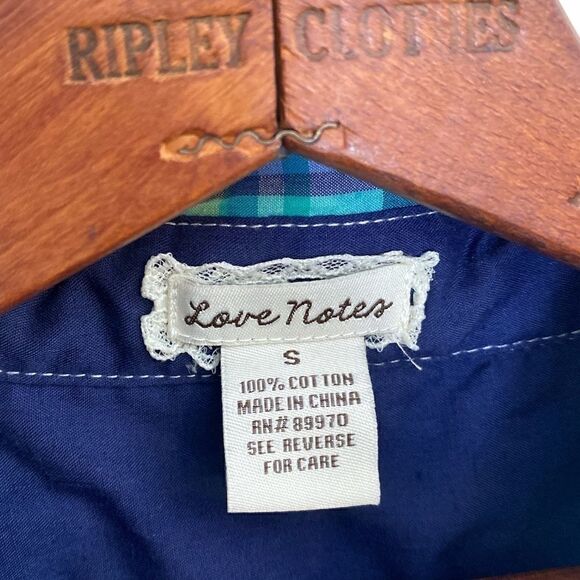 RIPLEY CLOTHES
Love Notes
S
100% COTTON
MADE IN CHINA
RN# 89970
SEE REVERSE
FOR CARE